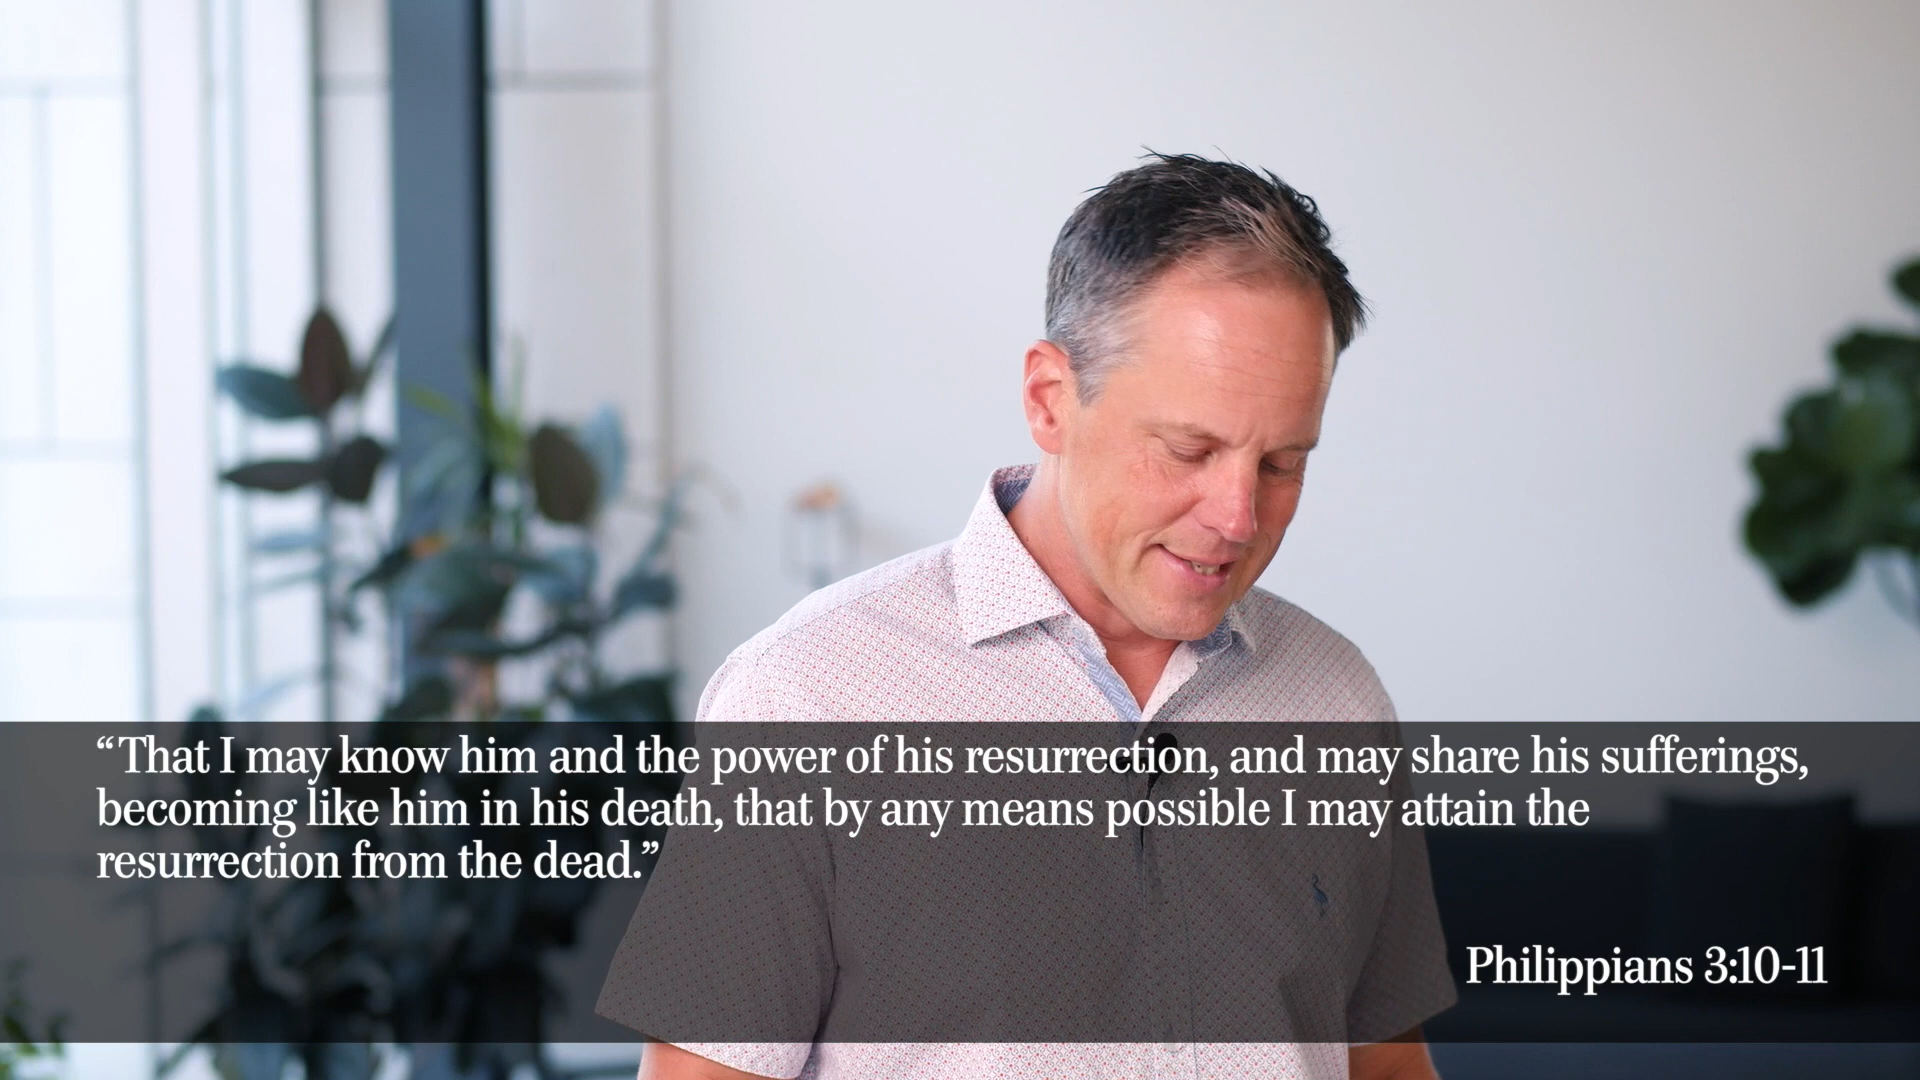 “That I may know him and the power of his resurrection, and may share his sufferings,
becoming like him in his death, that by any means possible I may attain the
resurrection from the dead.”
Philippians 3:10-11